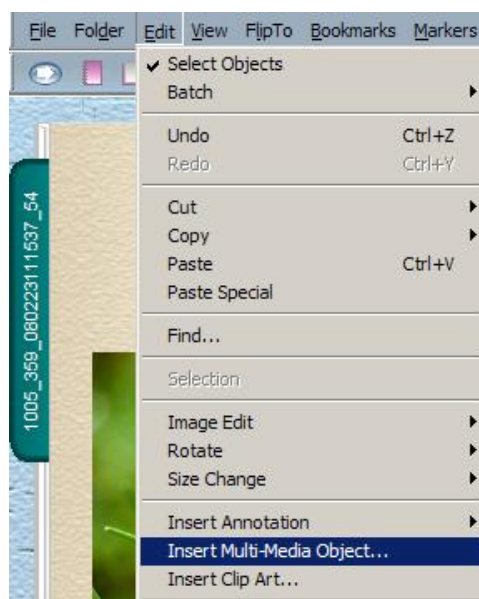 File Folder Edit View FlipTo Bookmarks Markers
Select Objects
Batch
Undo Ctrl+Z
Redo Ctrl+Y
Cut
Copy
Paste Ctrl+V
Paste Special
Find...
Selection
Image Edit
Rotate
Size Change
Insert Annotation
Insert Multi-Media Object...
Insert Clip Art...
1005_359_080223111537_54